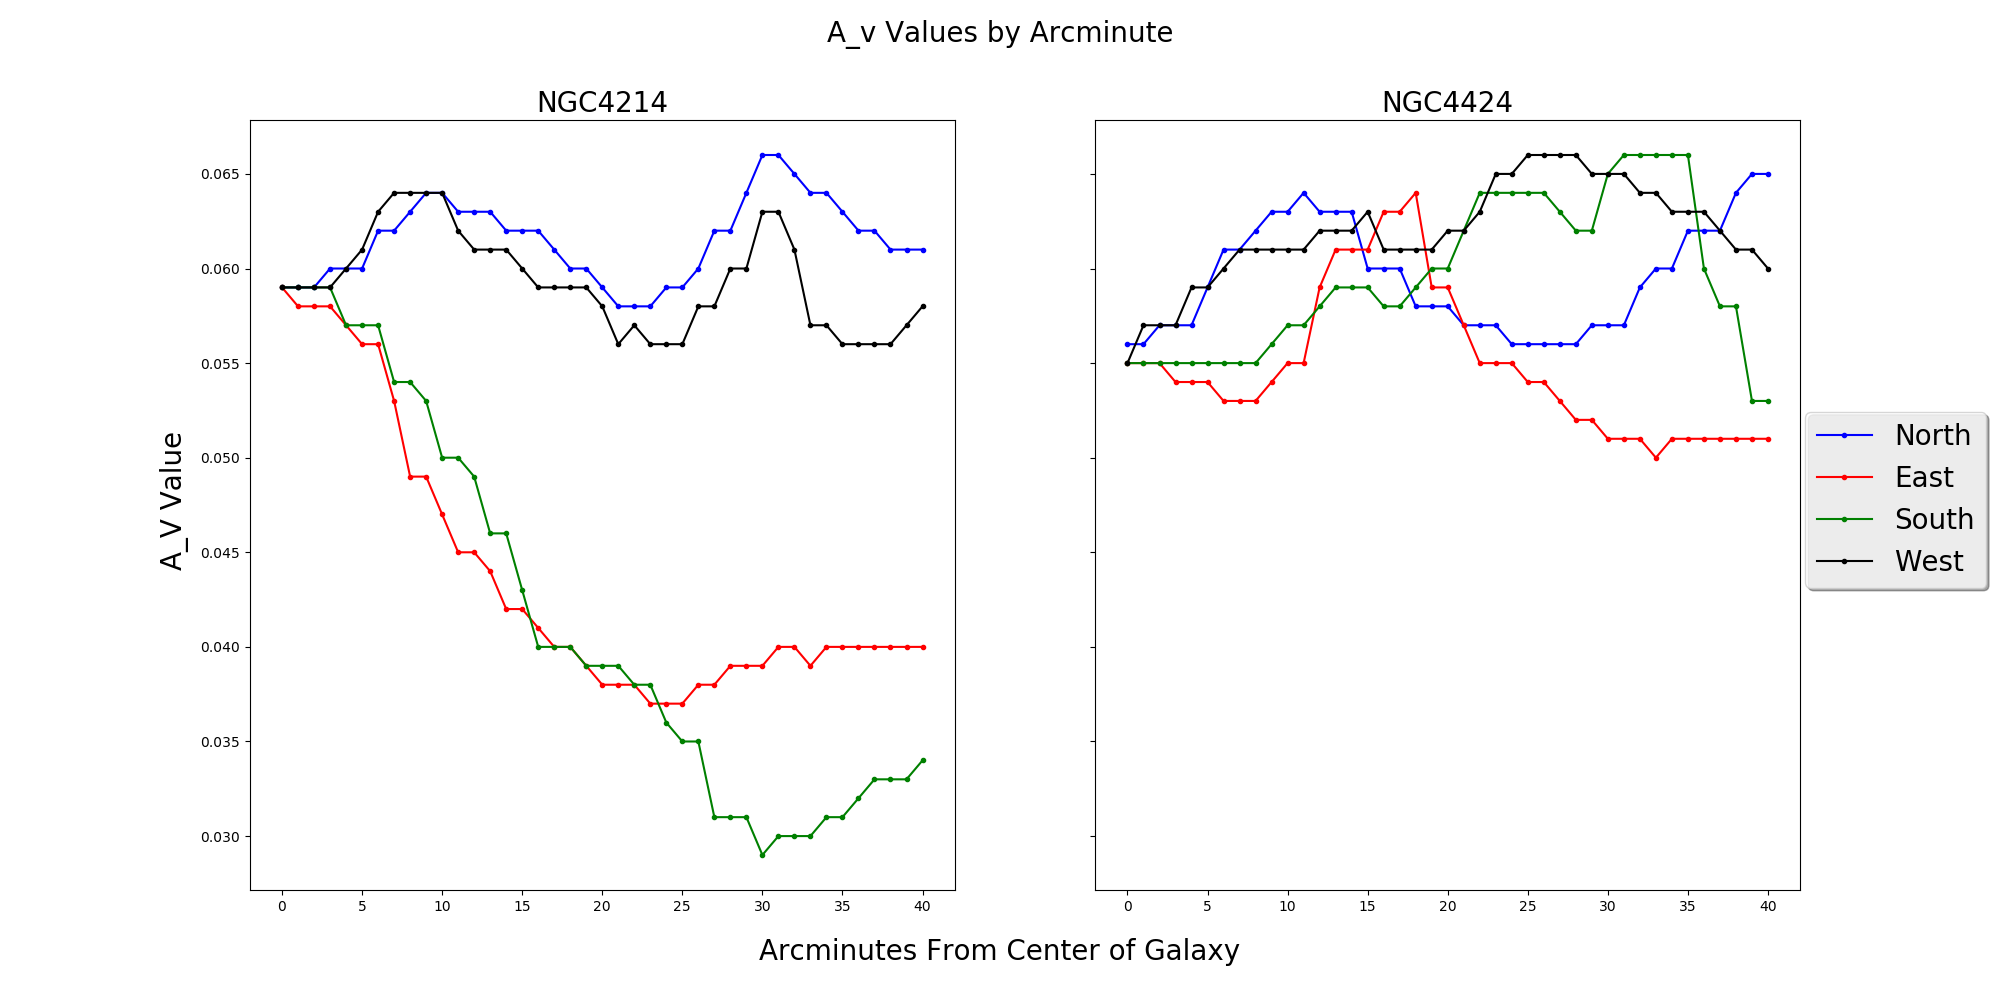 A_v Values by Arcminute
NGC4214
NGC4424
A_V Value
0.065
0.060
0.055
0.050
0.045
0.040
0.035
0.030
0 5 10 15 20 25 30 35 40
0 5 10 15 20 25 30 35 40
North
East
South
West
Arcminutes From Center of Galaxy